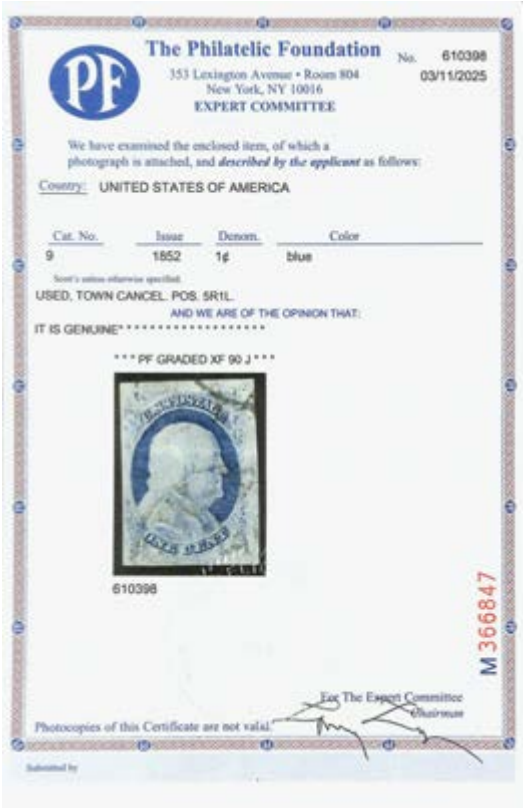 PF
The Philatelic Foundation
353 Lexington Avenue • Room 804
New York, NY 10016
EXPERT COMMITTEE
No. 610398
03/11/2025
We have examined the enclosed item, of which a
photograph is attached, and described by the applicant as follows:
Country: UNITED STATES OF AMERICA
Cat. No. Issue Denom. Color
9 1852 1¢ blue
Scott's unless otherwise specified.
USED, TOWN CANCEL. POS. 5R1L.
AND WE ARE OF THE OPINION THAT:
IT IS GENUINE* * * * * * * * * * * * * * * * * * *
* * * PF GRADED XF 90 J * * *
U.S. POSTAGE
ONE CENT
610398
M 366847
For The Expert Committee
Chairman
Photocopies of this Certificate are not valid.
Submitted by